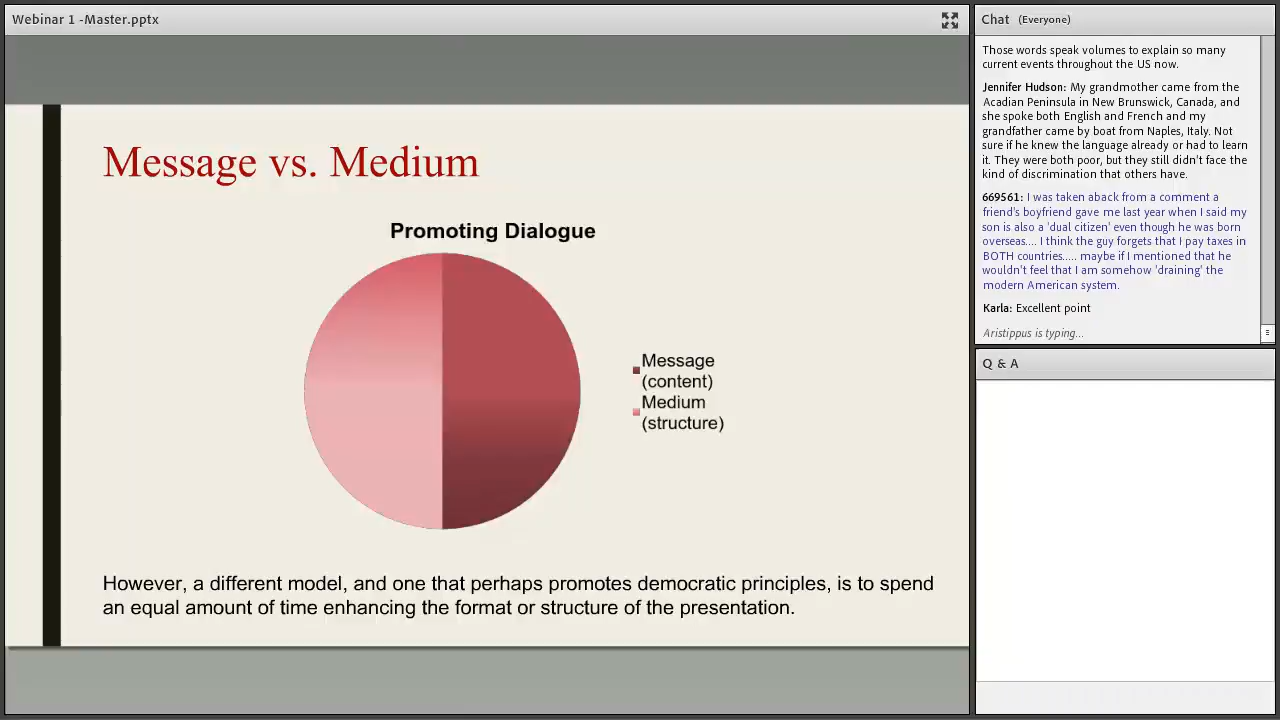 Webinar 1 -Master.pptx
Message vs. Medium
Promoting Dialogue
Message
(content)
Medium
(structure)
However, a different model, and one that perhaps promotes democratic principles, is to spend
an equal amount of time enhancing the format or structure of the presentation.
Chat (Everyone)
Those words speak volumes to explain so many
current events throughout the US now.
Jennifer Hudson: My grandmother came from the
Acadian Peninsula in New Brunswick, Canada, and
she spoke both English and French and my
grandfather came by boat from Naples, Italy. Not
sure if he knew the language already or had to learn
it. They were both poor, but they still didn't face the
kind of discrimination that others have.
669561: I was taken aback from a comment a
friend's boyfriend gave me last year when I said my
son is also a 'dual citizen' even though he was born
overseas.... I think the guy forgets that I pay taxes in
BOTH countries..... maybe if I mentioned that he
wouldn't feel that I am somehow 'draining' the
modern American system.
Karla: Excellent point
Aristippus is typing...
Q & A